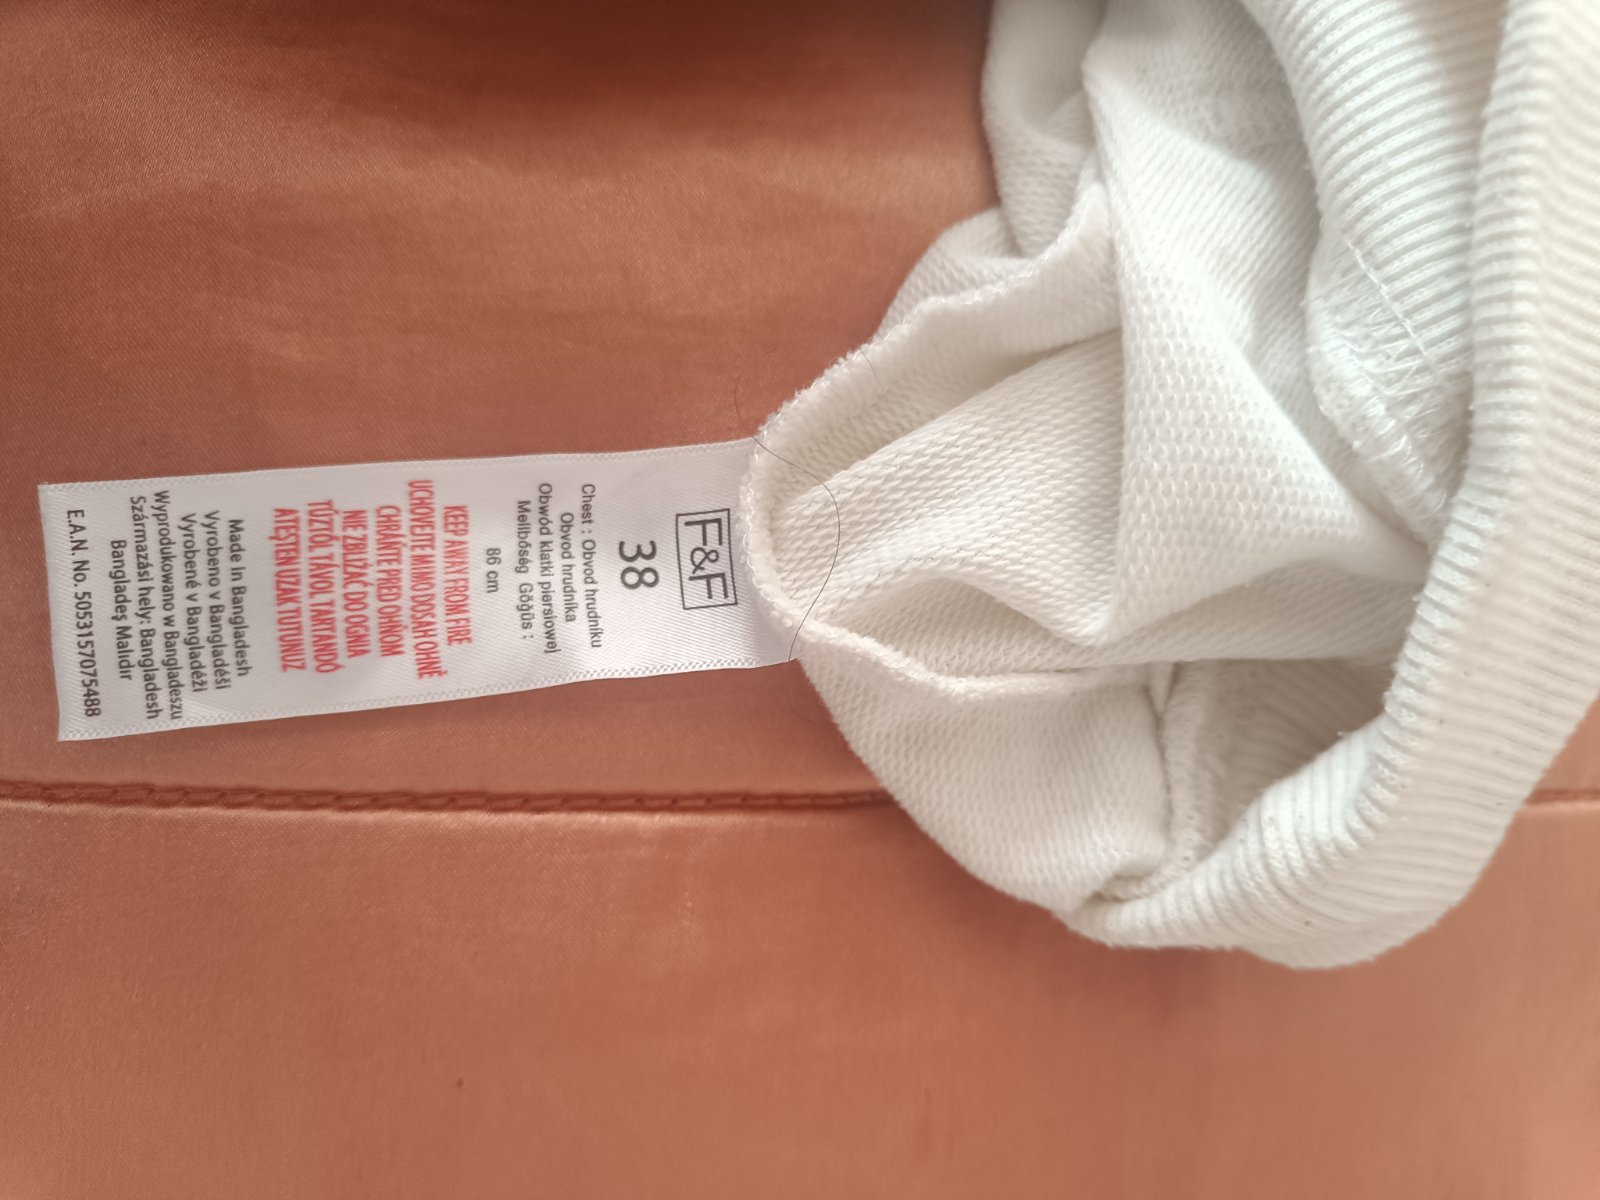 F&F
38
Chest : Obvod hrudníku
Obvod hrudníka
Obwód klatki piersiowej
Mellbőség Göğüs :
86 cm
KEEP AWAY FROM FIRE
UCHOVEJTE MIMO DOSAH OHNĚ
CHRÁŇTE PRED OHŇOM
NIE ZBLIŻAĆ DO OGNIA
TŰZTŐL TÁVOL TARTANDÓ
ATEŞTEN UZAK TUTUNUZ
Made in Bangladesh
Vyrobeno v Bangladéši
Vyrobené v Bangladéži
Wyprodukowano w Bangladeszu
Származási hely: Bangladesh
Bangladeş Malıdır
E.A.N. No. 5053157075488